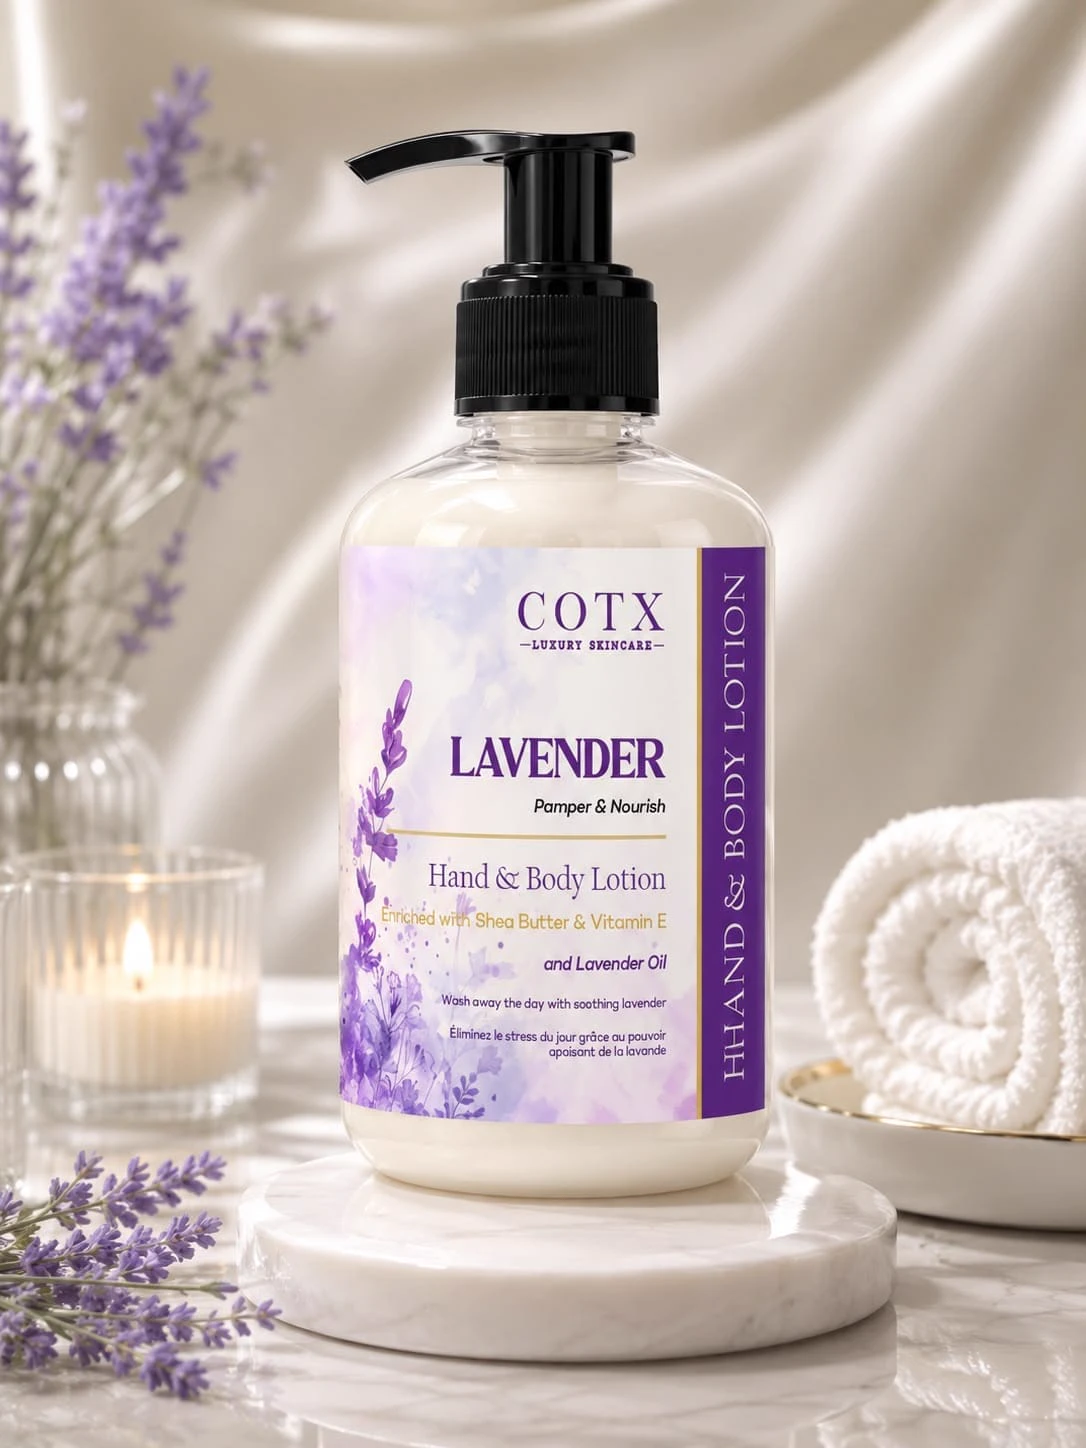 COTX
—LUXURY SKINCARE—
LAVENDER
Pamper & Nourish
Hand & Body Lotion
Enriched with Shea Butter & Vitamin E
and Lavender Oil
Wash away the day with soothing lavender
Éliminez le stress du jour grâce au pouvoir
apaisant de la lavande
HHAND & BODY LOTION